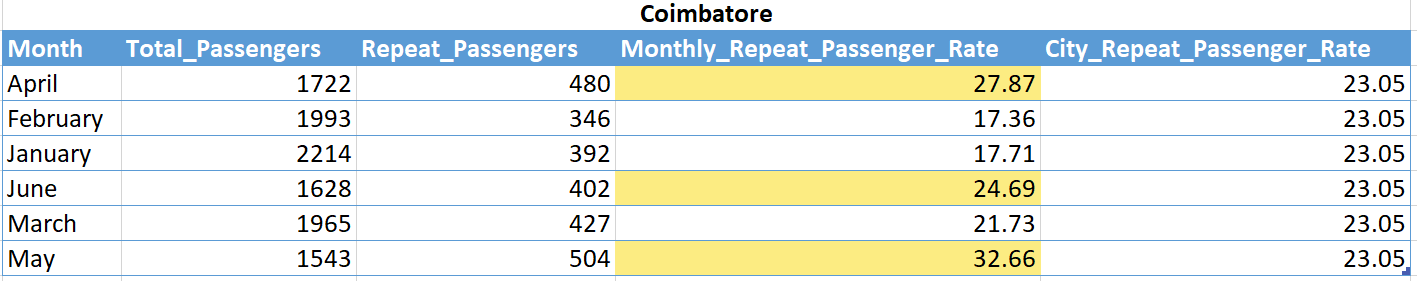 Coimbatore
Month Total_Passengers Repeat_Passengers Monthly_Repeat_Passenger_Rate City_Repeat_Passenger_Rate
April 1722 480 27.87 23.05
February 1993 346 17.36 23.05
January 2214 392 17.71 23.05
June 1628 402 24.69 23.05
March 1965 427 21.73 23.05
May 1543 504 32.66 23.05